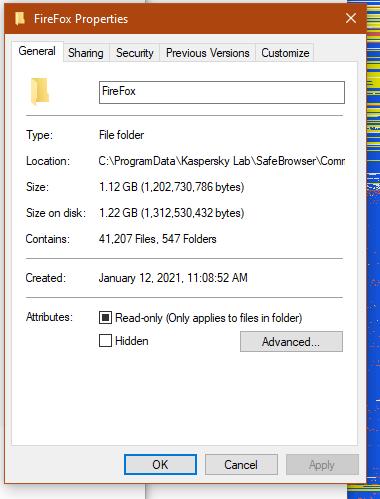 FireFox Properties
General Sharing Security Previous Versions Customize
FireFox
Type: File folder
Location: C:\ProgramData\Kaspersky Lab\SafeBrowser\Comm
Size: 1.12 GB (1,202,730,786 bytes)
Size on disk: 1.22 GB (1,312,530,432 bytes)
Contains: 41,207 Files, 547 Folders
Created: January 12, 2021, 11:08:52 AM
Attributes: Read-only (Only applies to files in folder)
Hidden Advanced...
OK Cancel Apply